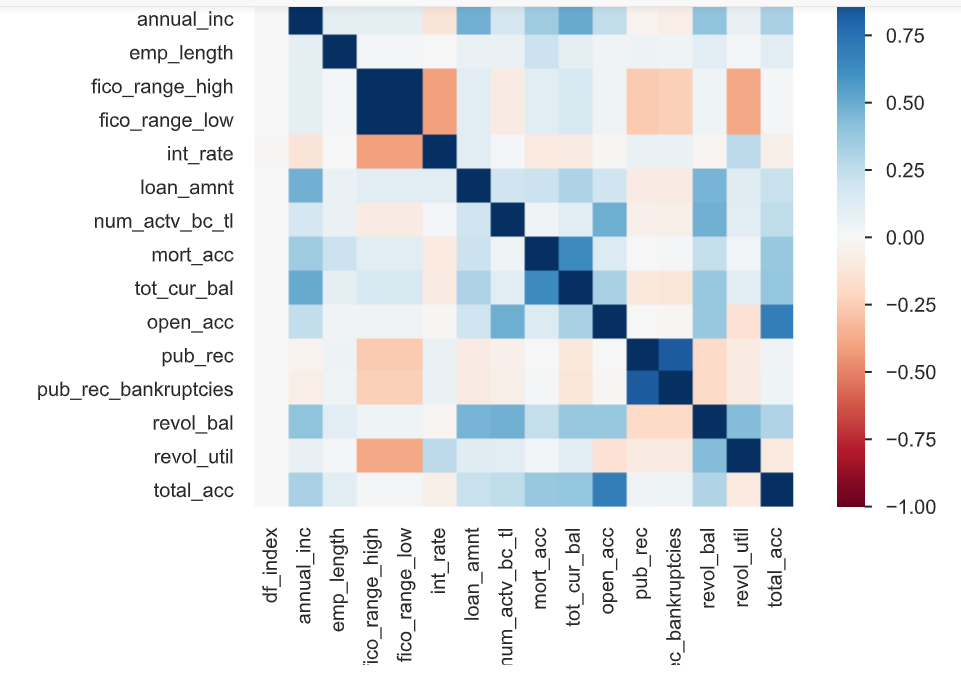 annual_inc
emp_length
fico_range_high
fico_range_low
int_rate
loan_amnt
num_actv_bc_tl
mort_acc
tot_cur_bal
open_acc
pub_rec
pub_rec_bankruptcies
revol_bal
revol_util
total_acc
0.75
0.50
0.25
0.00
−0.25
−0.50
−0.75
−1.00
df_index
annual_inc
emp_length
ico_range_high
fico_range_low
int_rate
loan_amnt
num_actv_bc_tl
mort_acc
tot_cur_bal
open_acc
pub_rec
ec_bankruptcies
revol_bal
revol_util
total_acc